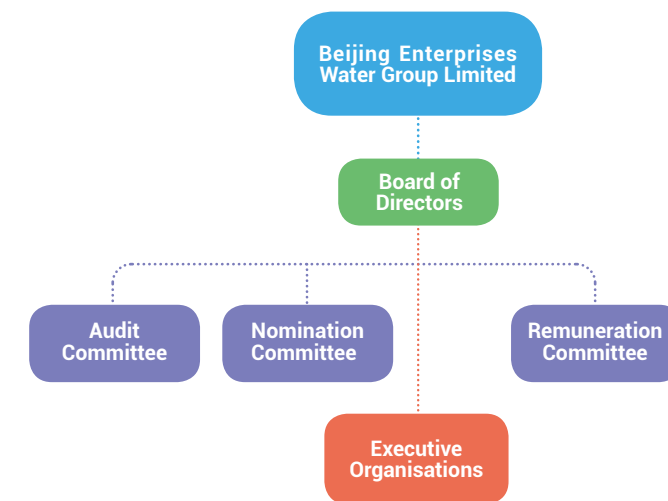 Beijing Enterprises
Water Group Limited
Board of
Directors
Audit
Committee
Nomination
Committee
Remuneration
Committee
Executive
Organisations